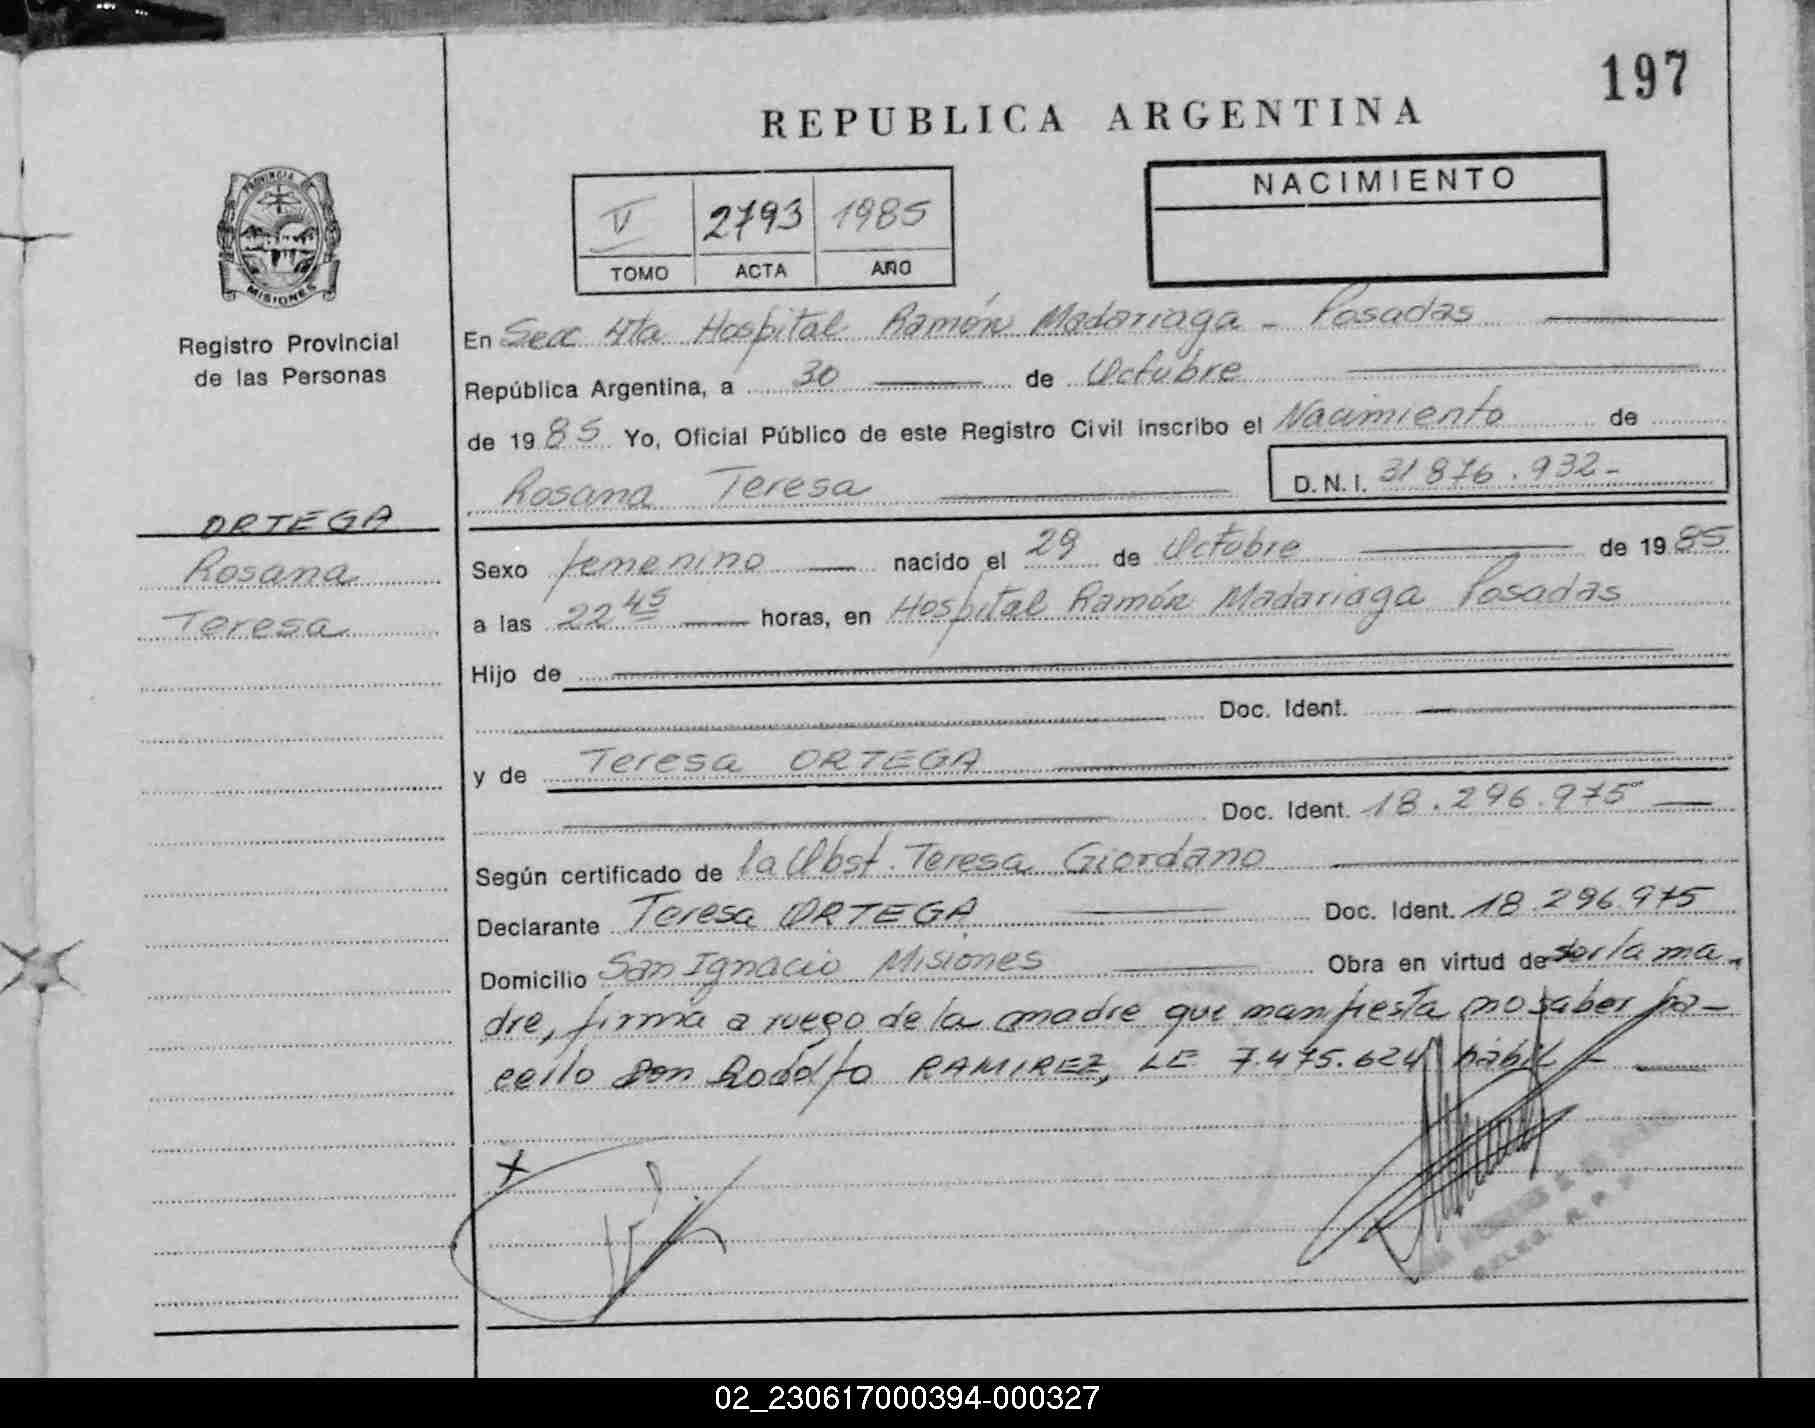 197
REPUBLICA ARGENTINA
PROVINCIA DE
MISIONES
Registro Provincial
de las Personas
V 2793 1985
TOMO ACTA AÑO
NACIMIENTO
En Secc 4ta Hospital Ramón Madariaga - Posadas
República Argentina, a 30 de Octubre
de 1985 Yo, Oficial Público de este Registro Civil inscribo el Nacimiento de
Rosana Teresa D.N.I. 31 876.932-
ORTEGA
Rosana
Teresa
Sexo femenino nacido el 29 de Octubre de 1985
a las 22 45 horas, en Hospital Ramón Madariaga Posadas
Hijo de
Doc. Ident.
y de Teresa ORTEGA
Doc. Ident. 18.296.975
Según certificado de la Obst. Teresa Giordano
Declarante Teresa ORTEGA Doc. Ident. 18.296.975
Domicilio San Ignacio Misiones Obra en virtud de ser la ma-
dre, firma a ruego de la madre que manifiesta no saber ha-
cerlo Don Rodolfo RAMIREZ, LE 7.475.624 hábil -
X
02_230617000394-000327